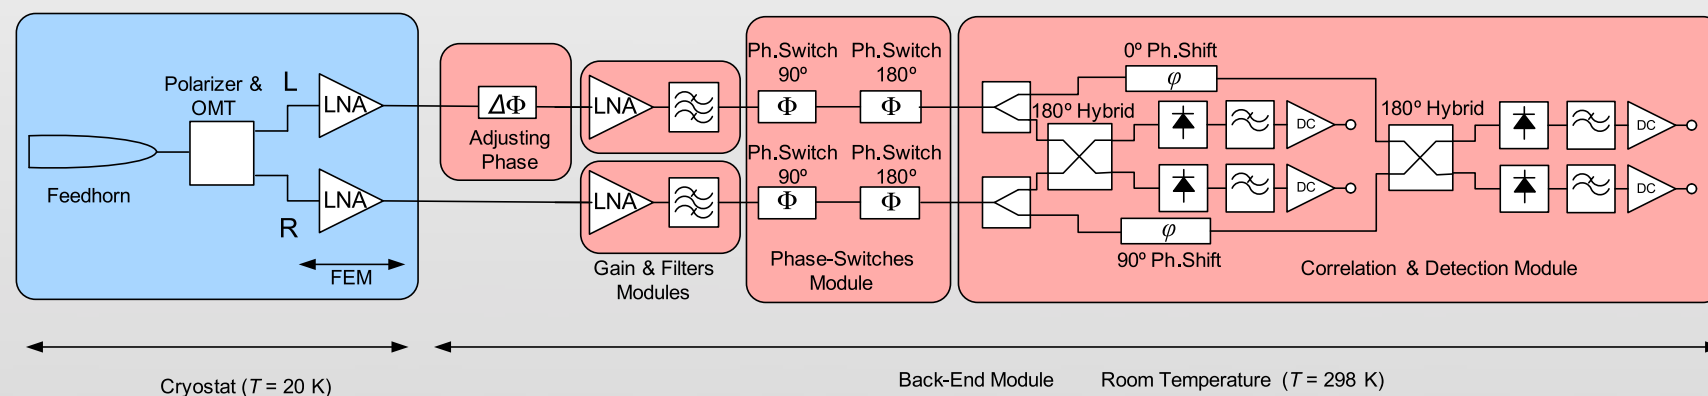 Polarizer &
OMT
L
LNA
Feedhorn
R
LNA
FEM
ΔΦ
Adjusting
Phase
LNA
LNA
Gain & Filters
Modules
Ph.Switch
90º
Φ
Ph.Switch
180º
Φ
Ph.Switch
90º
Φ
Ph.Switch
180º
Φ
Phase-Switches
Module
0º Ph.Shift
φ
180º Hybrid
DC
DC
φ
90º Ph.Shift
180º Hybrid
DC
DC
Correlation & Detection Module
Cryostat (T = 20 K)
Back-End Module
Room Temperature (T = 298 K)